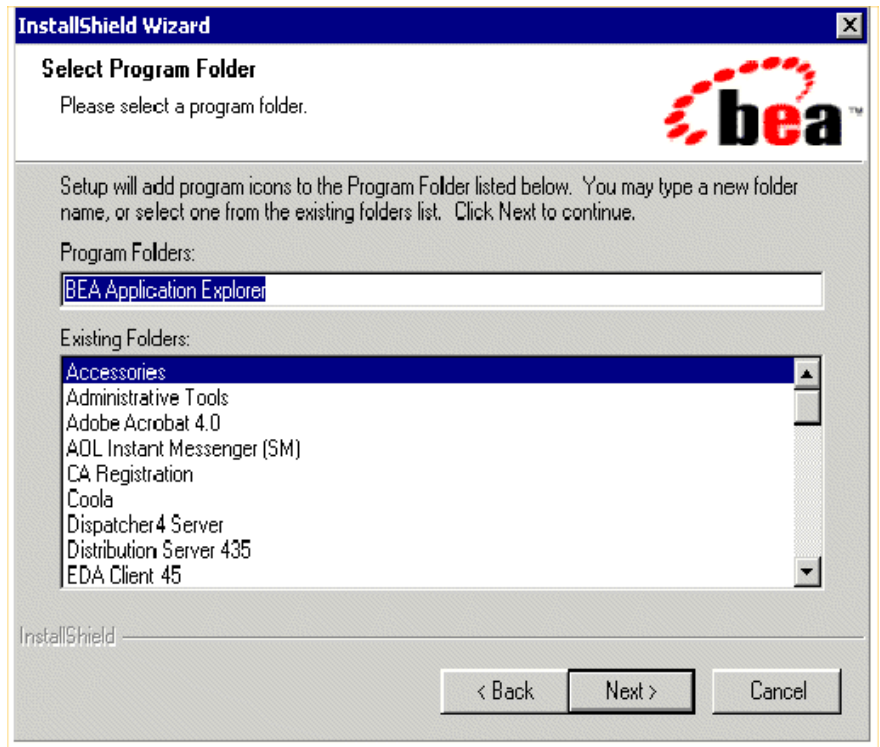 InstallShield Wizard
Select Program Folder
Please select a program folder.
bea™
Setup will add program icons to the Program Folder listed below. You may type a new folder
name, or select one from the existing folders list. Click Next to continue.
Program Folders:
BEA Application Explorer
Existing Folders:
Accessories
Administrative Tools
Adobe Acrobat 4.0
AOL Instant Messenger (SM)
CA Registration
Coola
Dispatcher4 Server
Distribution Server 435
EDA Client 45
InstallShield
< Back Next > Cancel